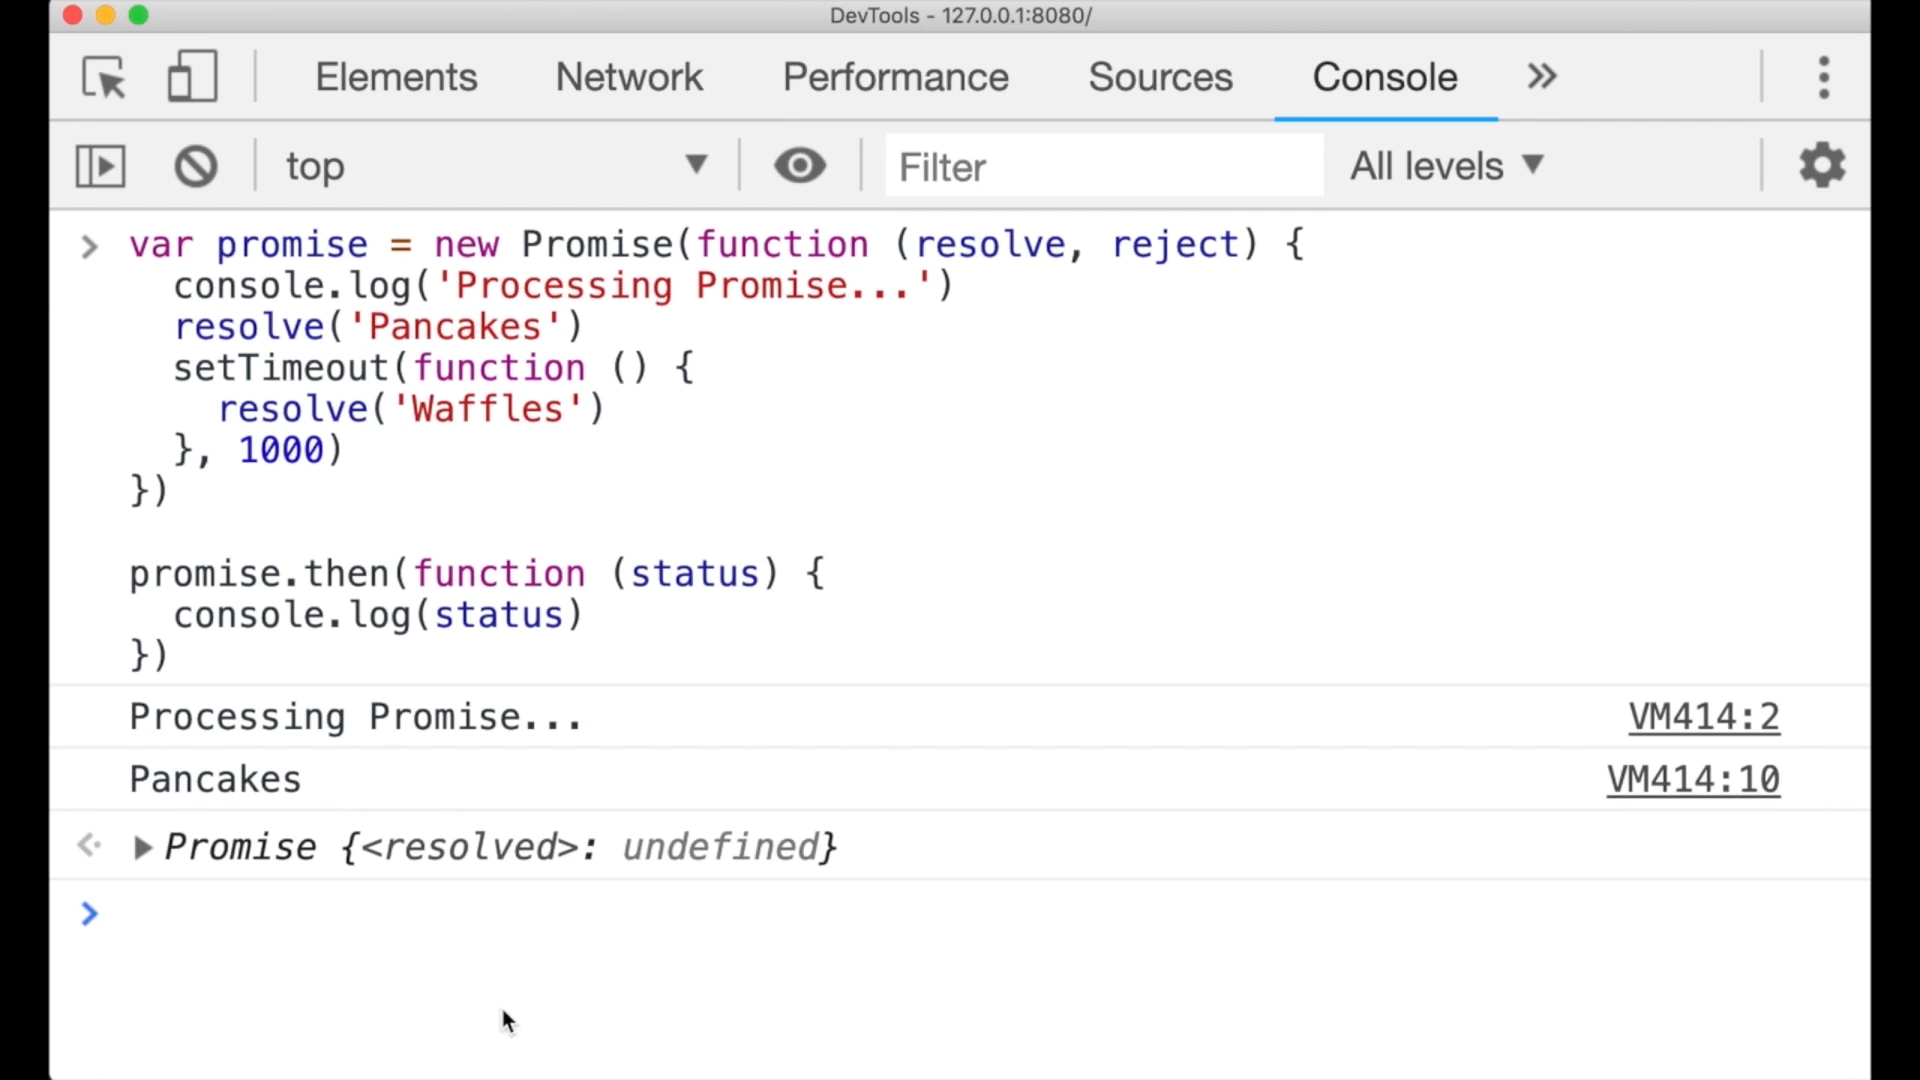 DevTools - 127.0.0.1:8080/
Elements Network Performance Sources Console
top Filter All levels
var promise = new Promise(function (resolve, reject) {
  console.log('Processing Promise...')
  resolve('Pancakes')
  setTimeout(function () {
    resolve('Waffles')
  }, 1000)
})
promise.then(function (status) {
  console.log(status)
})
Processing Promise... VM414:2
Pancakes VM414:10
Promise {<resolved>: undefined}